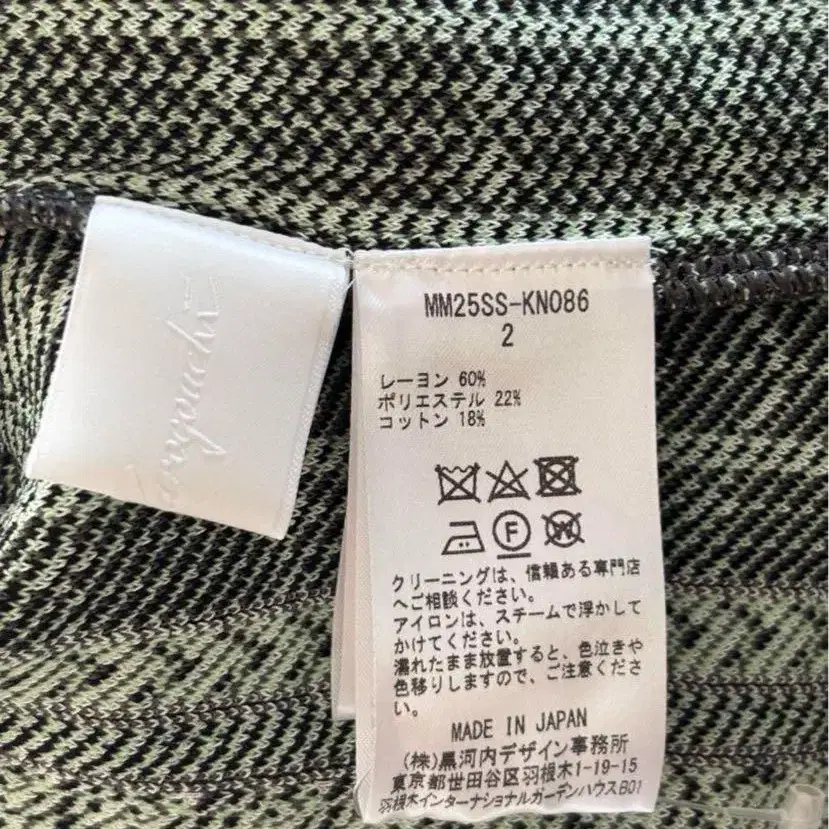 MM25SS-KN086
2
レーヨン 60%
ポリエステル 22%
コットン 18%
F
W
クリーニングは、信頼ある専門店
へご相談ください。
アイロンは、スチームで浮かして
かけてください。
濡れたまま放置すると、色泣きや
色移りしますので、ご注意くださ
い。
MADE IN JAPAN
(株)黒河内デザイン事務所
東京都世田谷区羽根木1-19-15
羽根木インターナショナルガーデンハウスB01